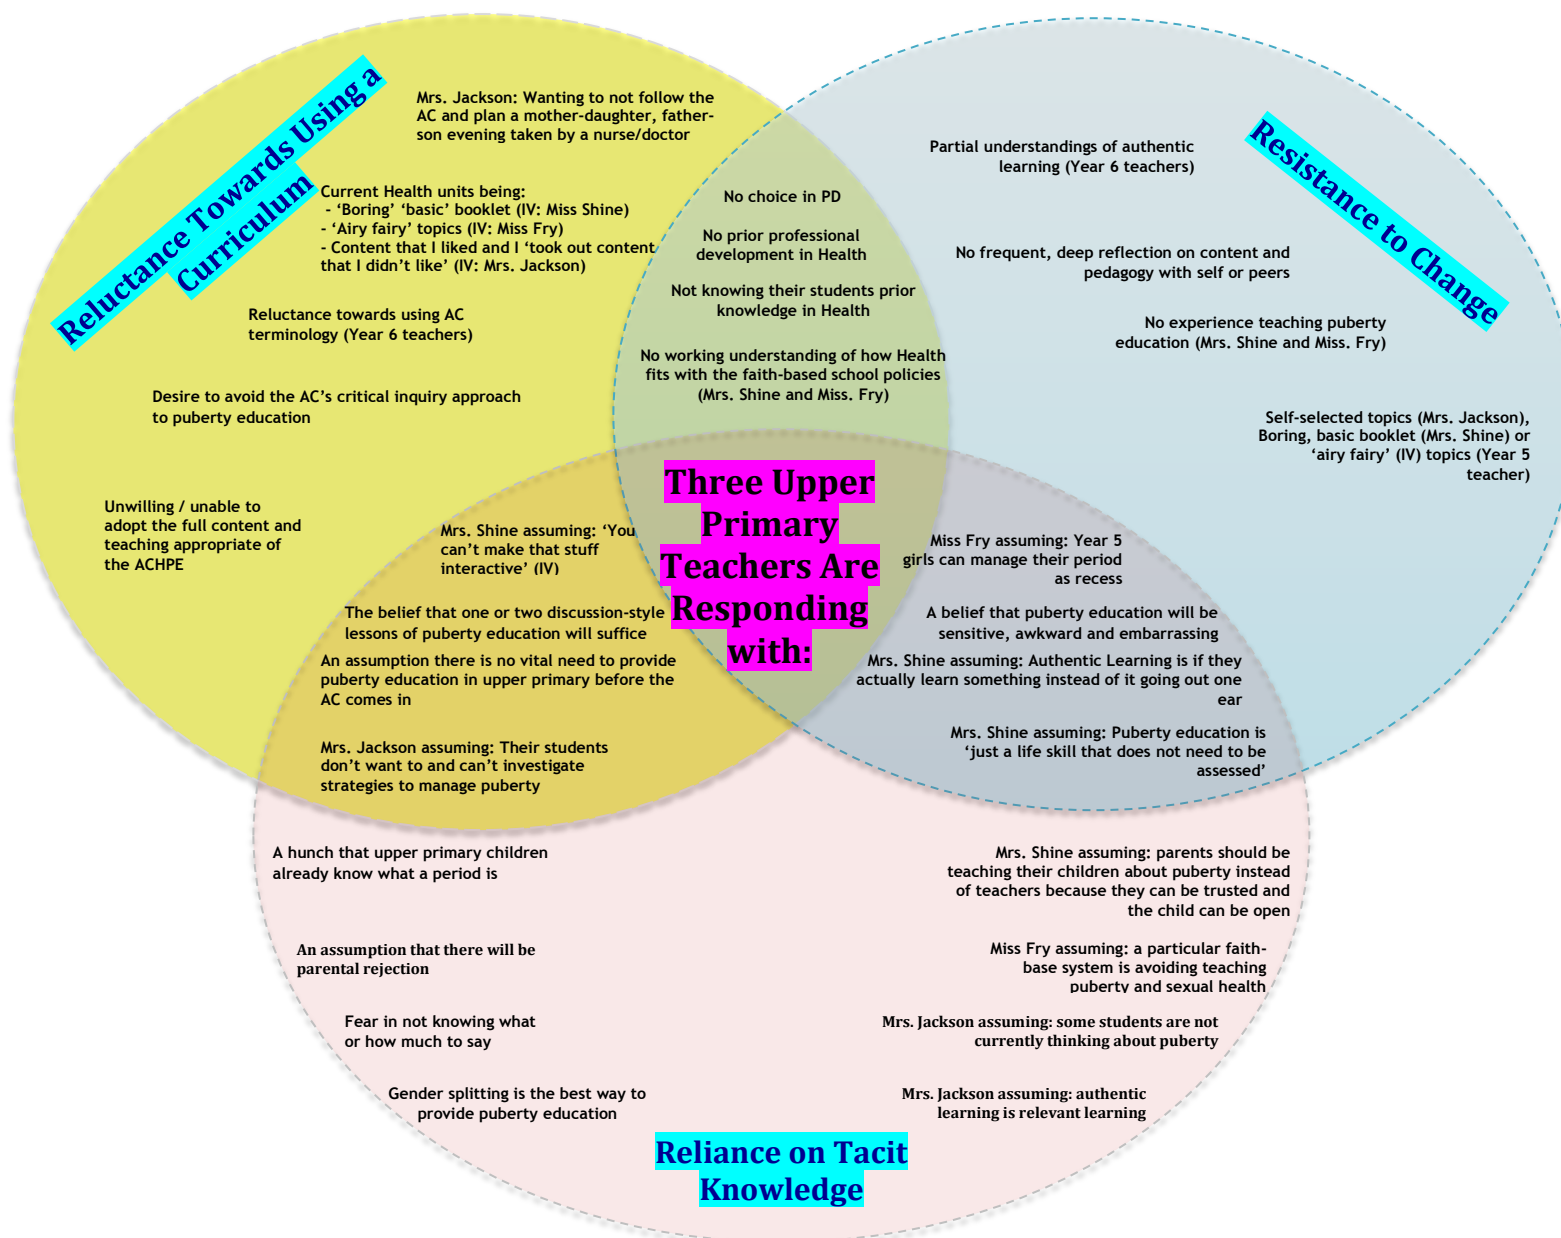 Reluctance Towards Using a
Curriculum
Mrs. Jackson: Wanting to not follow the
AC and plan a mother-daughter, father-
son evening taken by a nurse/doctor
Current Health units being:
- ‘Boring’ ‘basic’ booklet (IV: Miss Shine)
- ‘Airy fairy’ topics (IV: Miss Fry)
- Content that I liked and I ‘took out content
that I didn’t like’ (IV: Mrs. Jackson)
Reluctance towards using AC
terminology (Year 6 teachers)
Desire to avoid the AC’s critical inquiry approach
to puberty education
Unwilling / unable to
adopt the full content and
teaching appropriate of
the ACHPE
No choice in PD
No prior professional
development in Health
Not knowing their students prior
knowledge in Health
No working understanding of how Health
fits with the faith-based school policies
(Mrs. Shine and Miss. Fry)
Resistance to Change
Partial understandings of authentic
learning (Year 6 teachers)
No frequent, deep reflection on content and
pedagogy with self or peers
No experience teaching puberty
education (Mrs. Shine and Miss. Fry)
Self-selected topics (Mrs. Jackson),
Boring, basic booklet (Mrs. Shine) or
‘airy fairy’ (IV) topics (Year 5
teacher)
Three Upper
Primary
Teachers Are
Responding
with:
Mrs. Shine assuming: ‘You
can’t make that stuff
interactive’ (IV)
The belief that one or two discussion-style
lessons of puberty education will suffice
An assumption there is no vital need to provide
puberty education in upper primary before the
AC comes in
Mrs. Jackson assuming: Their students
don’t want to and can’t investigate
strategies to manage puberty
Miss Fry assuming: Year 5
girls can manage their period
as recess
A belief that puberty education will be
sensitive, awkward and embarrassing
Mrs. Shine assuming: Authentic Learning is if they
actually learn something instead of it going out one
ear
Mrs. Shine assuming: Puberty education is
‘just a life skill that does not need to be
assessed’
A hunch that upper primary children
already know what a period is
An assumption that there will be
parental rejection
Fear in not knowing what
or how much to say
Gender splitting is the best way to
provide puberty education
Mrs. Shine assuming: parents should be
teaching their children about puberty instead
of teachers because they can be trusted and
the child can be open
Miss Fry assuming: a particular faith-
base system is avoiding teaching
puberty and sexual health
Mrs. Jackson assuming: some students are not
currently thinking about puberty
Mrs. Jackson assuming: authentic
learning is relevant learning
Reliance on Tacit
Knowledge